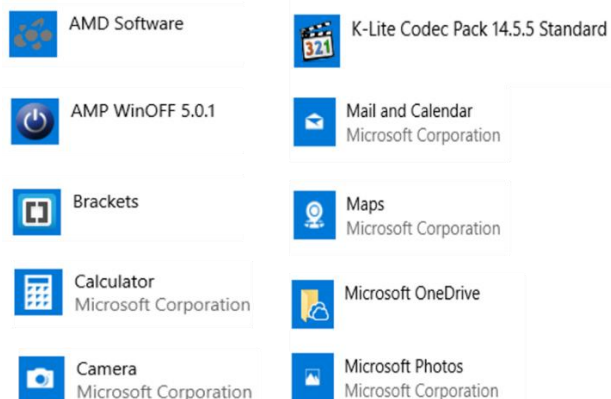 AMD Software
AMP WinOFF 5.0.1
Brackets
Calculator
Microsoft Corporation
Camera
Microsoft Corporation
321
K-Lite Codec Pack 14.5.5 Standard
Mail and Calendar
Microsoft Corporation
Maps
Microsoft Corporation
Microsoft OneDrive
Microsoft Photos
Microsoft Corporation